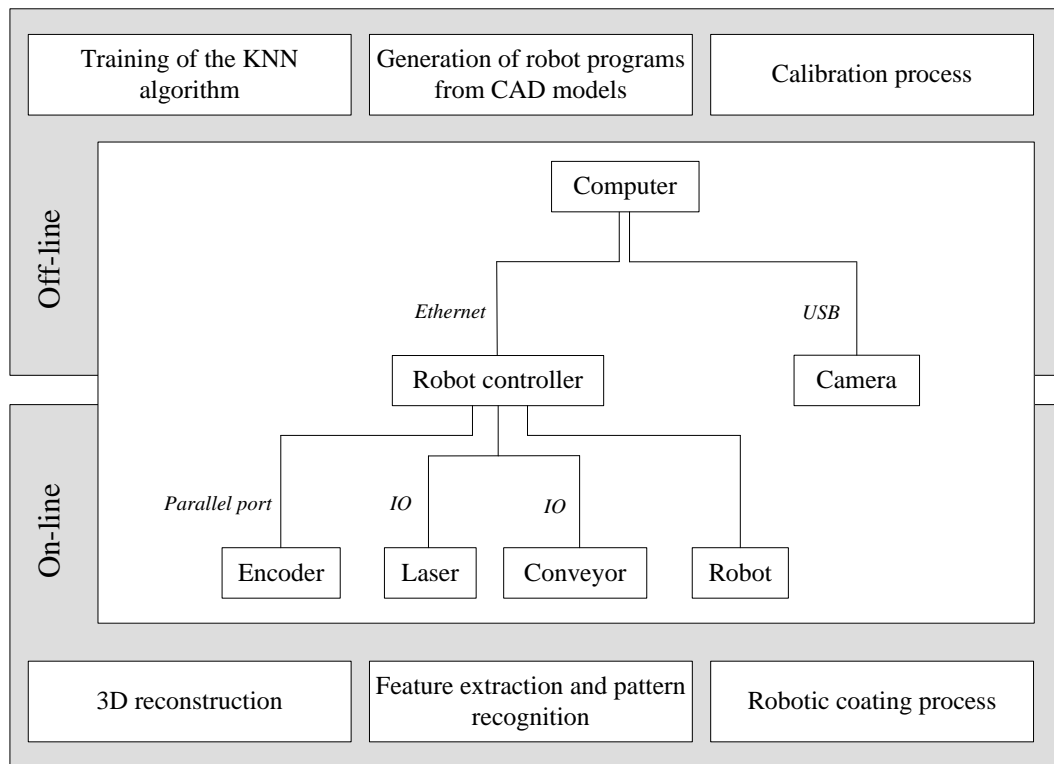 Training of the KNN
algorithm
Generation of robot programs
from CAD models
Calibration process
Off-line
Computer
Ethernet
USB
Robot controller
Camera
On-line
Parallel port
IO
IO
Encoder
Laser
Conveyor
Robot
3D reconstruction
Feature extraction and pattern
recognition
Robotic coating process